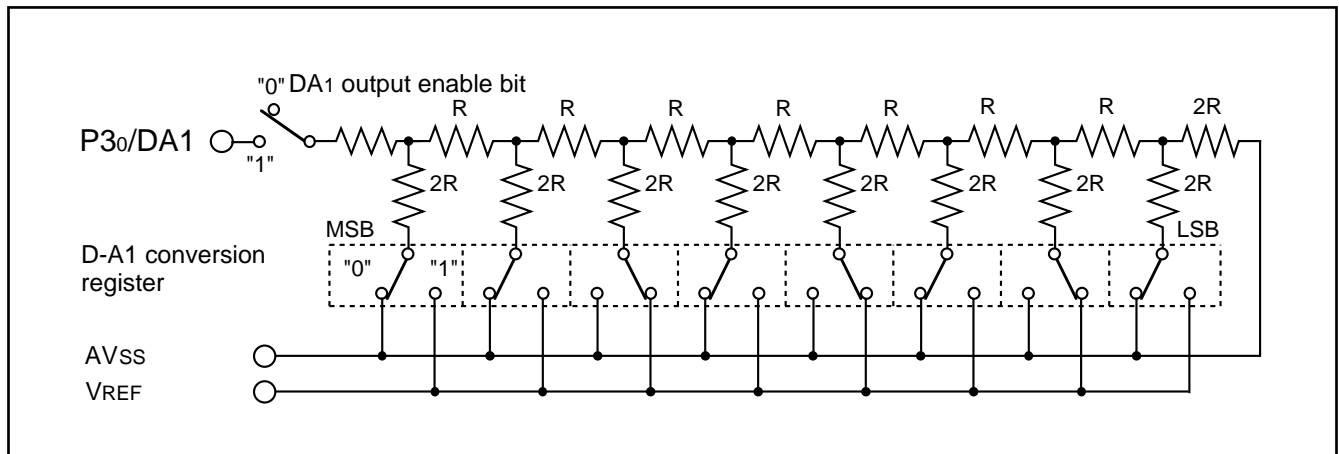 "0" DA1 output enable bit
R R R R R R R 2R
P30/DA1
"1"
2R 2R 2R 2R 2R 2R 2R 2R
MSB LSB
D-A1 conversion
register
"0" "1"
AVSS
VREF